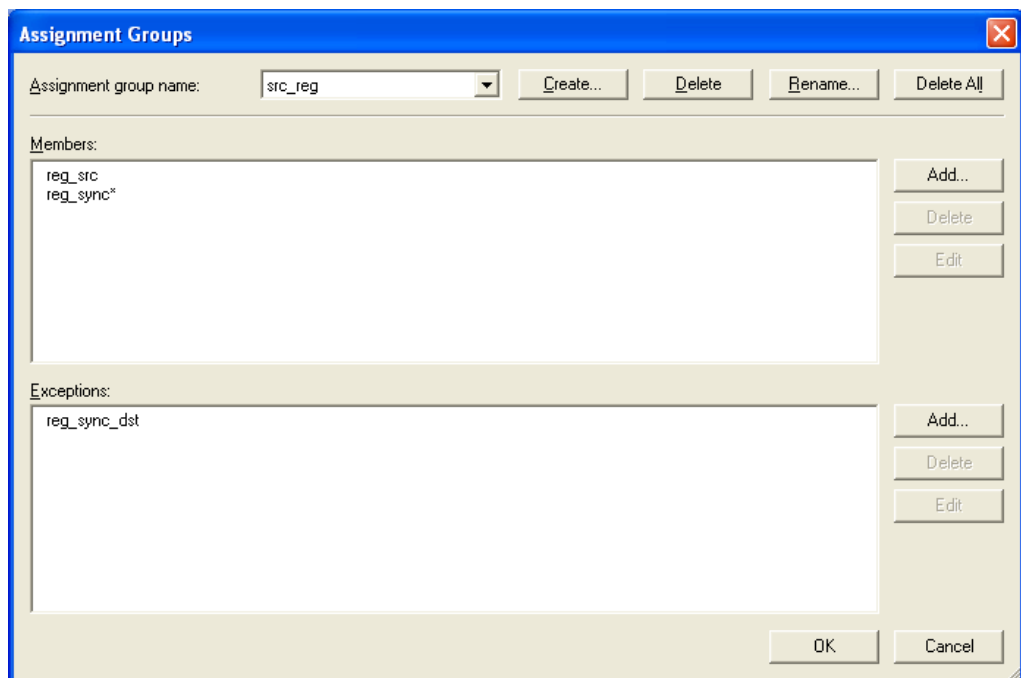 Assignment Groups
Assignment group name: src_reg Create... Delete Rename... Delete All
Members:
reg_src
reg_sync*
Add...
Delete
Edit
Exceptions:
reg_sync_dst
Add...
Delete
Edit
OK Cancel